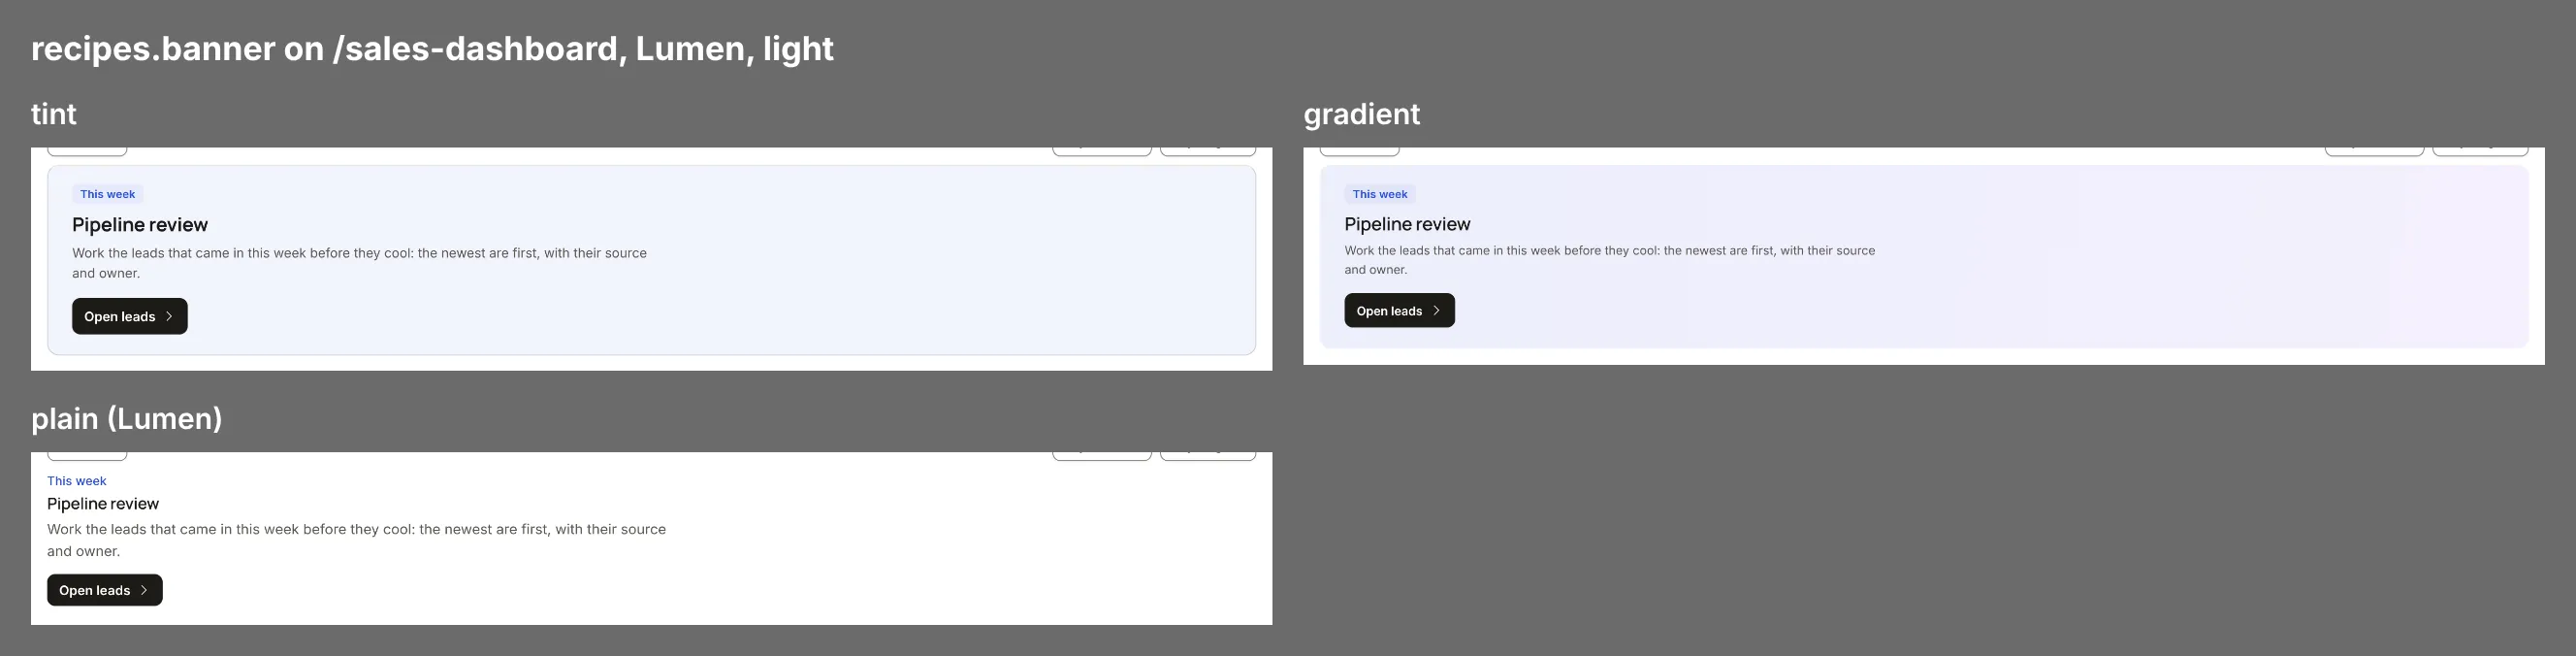 recipes.banner on /sales-dashboard, Lumen, light
tint
This week
Pipeline review
Work the leads that came in this week before they cool: the newest are first, with their source
and owner.
Open leads
gradient
This week
Pipeline review
Work the leads that came in this week before they cool: the newest are first, with their source
and owner.
Open leads
plain (Lumen)
This week
Pipeline review
Work the leads that came in this week before they cool: the newest are first, with their source
and owner.
Open leads